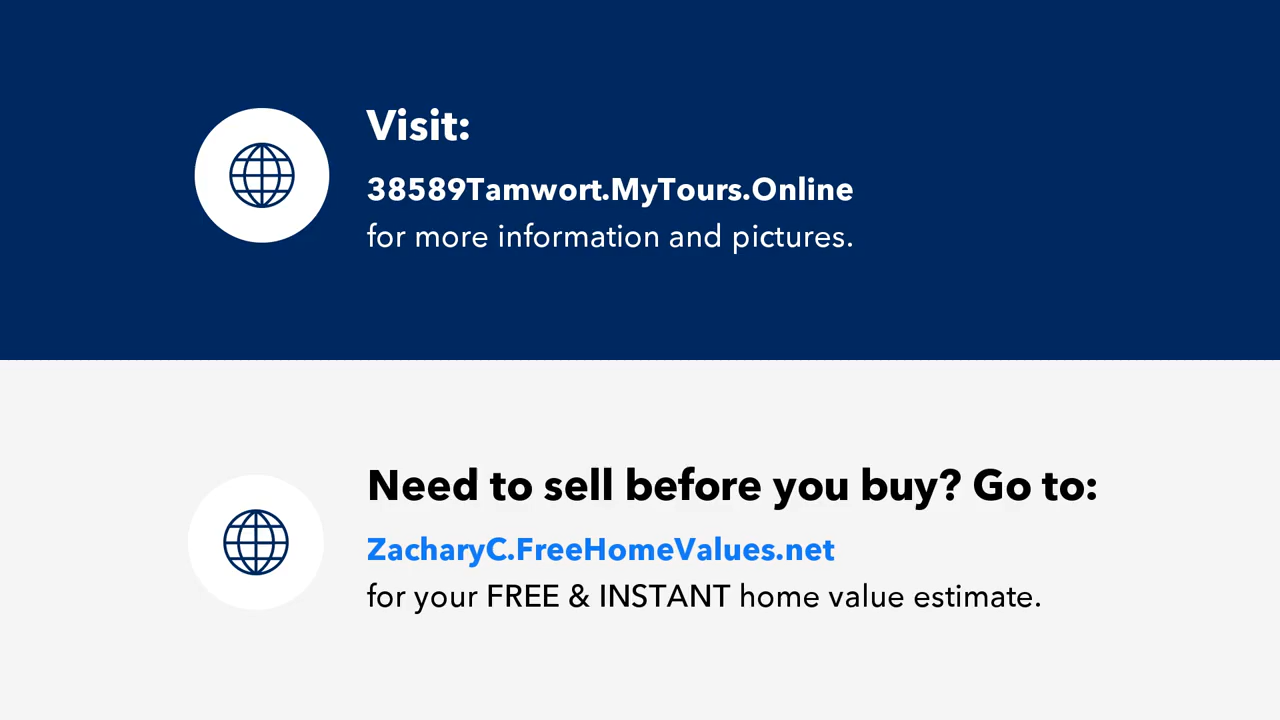 Visit:
38589Tamwort.MyTours.Online
for more information and pictures.
Need to sell before you buy? Go to:
ZacharyC.FreeHomeValues.net
for your FREE & INSTANT home value estimate.